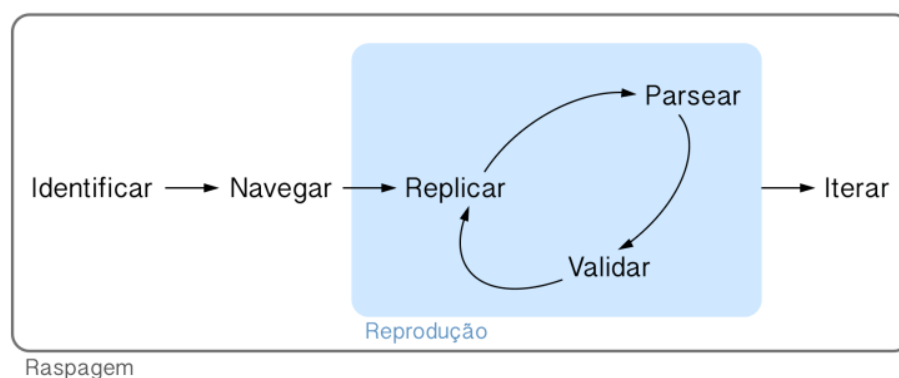 Parsear
Identificar
Navegar
Replicar
Iterar
Validar
Reprodução
Raspagem